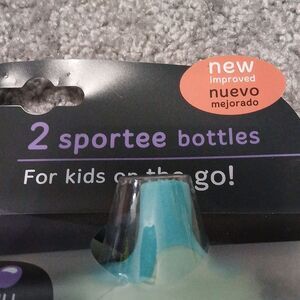 new
improved
nuevo
mejorado
2 sportee bottles
For kids on the go!